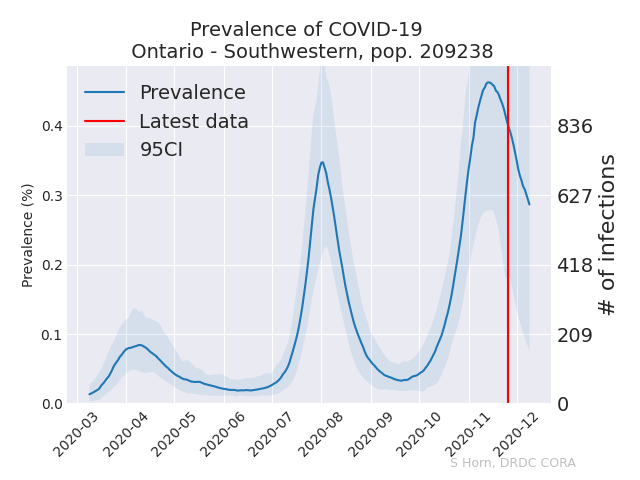 Prevalence of COVID-19
Ontario - Southwestern, pop. 209238
Prevalence
Latest data
95CI
Prevalence (%)
0.4
0.3
0.2
0.1
0.0
836
627
418
209
0
# of infections
2020-03
2020-04
2020-05
2020-06
2020-07
2020-08
2020-09
2020-10
2020-11
2020-12
S Horn, DRDC CORA